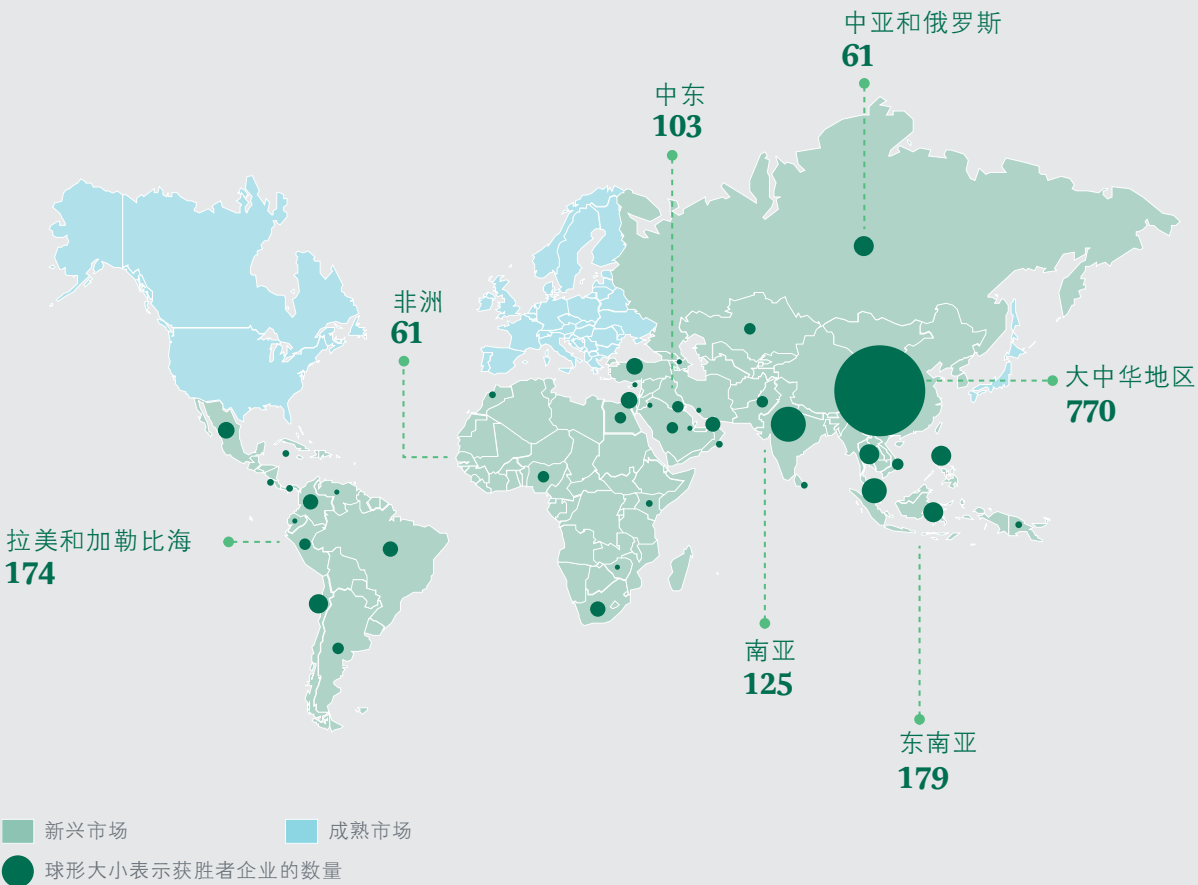 中亚和俄罗斯
61
中东
103
非洲
61
大中华地区
770
拉美和加勒比海
174
南亚
125
东南亚
179
新兴市场
成熟市场
球形大小表示获胜者企业的数量